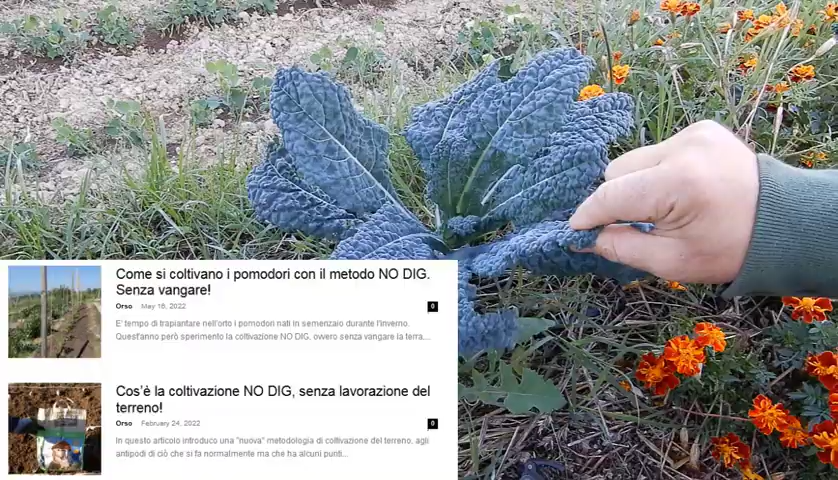 Come si coltivano i pomodori con il metodo NO DIG.
Senza vangare!
Orso - May 16, 2022
0
E' tempo di trapiantare nell'orto i pomodori nati in semenzaio durante l'inverno.
Quest'anno però sperimento la coltivazione NO DIG, ovvero senza vangare la terra....
Cos'è la coltivazione NO DIG, senza lavorazione del
terreno!
Orso - February 24, 2022
0
In questo articolo introduco una "nuova" metodologia di coltivazione del terreno, agli
antipodi di ciò che si fa normalmente ma che ha alcuni punti...